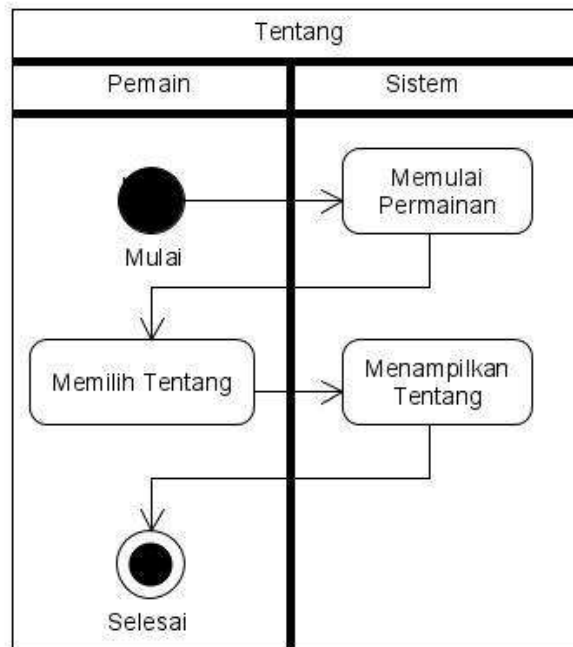 Tentang
Pemain
Sistem
Memulai
Permainan
Mulai
Memilih Tentang
Menampilkan
Tentang
Selesai